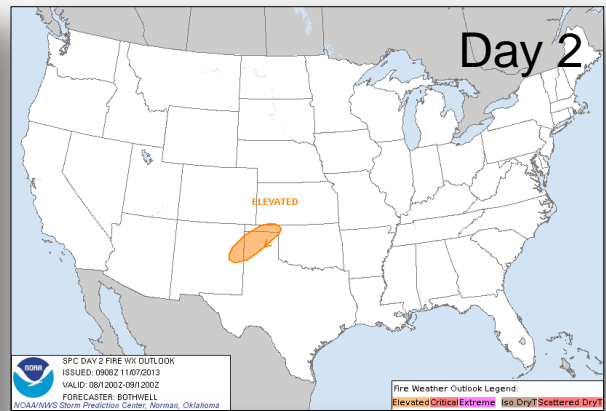 Day 2
ELEVATED
NOAA
SPC DAY 2 FIRE WX OUTLOOK
ISSUED: 0908Z 11/07/2013
VALID: 08/1200Z-09/1200Z
FORECASTER: BOTHWELL
NOAA/NWS Storm Prediction Center, Norman, Oklahoma
Fire Weather Outlook Legend:
Elevated Critical Extreme Iso DryT Scattered DryT